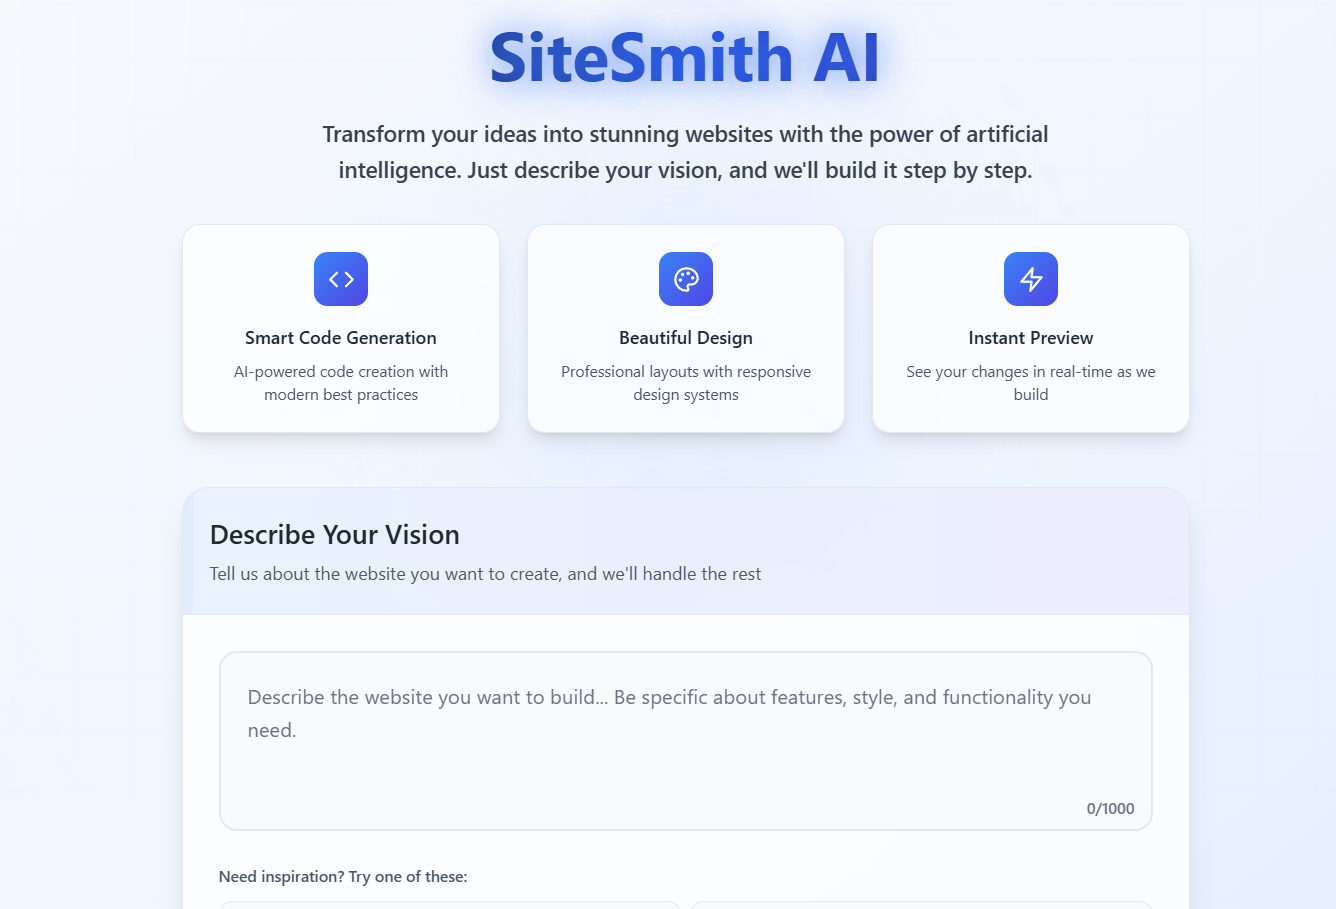 SiteSmith AI
Transform your ideas into stunning websites with the power of artificial
intelligence. Just describe your vision, and we'll build it step by step.
Smart Code Generation
AI-powered code creation with
modern best practices
Beautiful Design
Professional layouts with responsive
design systems
Instant Preview
See your changes in real-time as we
build
Describe Your Vision
Tell us about the website you want to create, and we'll handle the rest
Describe the website you want to build... Be specific about features, style, and functionality you
need.
0/1000
Need inspiration? Try one of these: